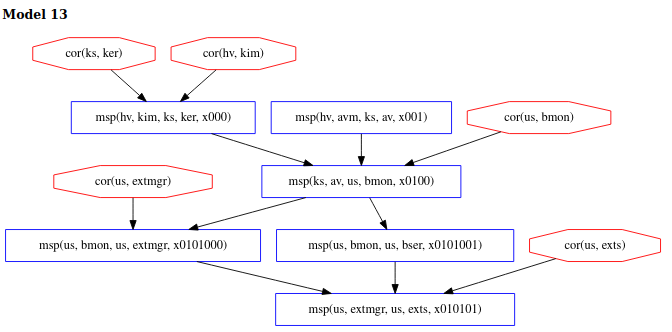 Model 13
cor(ks, ker)
cor(hv, kim)
msp(hv, kim, ks, ker, x000)
msp(hv, avm, ks, av, x001)
cor(us, bmon)
cor(us, extmgr)
msp(ks, av, us, bmon, x0100)
msp(us, bmon, us, extmgr, x0101000)
msp(us, bmon, us, bser, x0101001)
cor(us, exts)
msp(us, extmgr, us, exts, x010101)